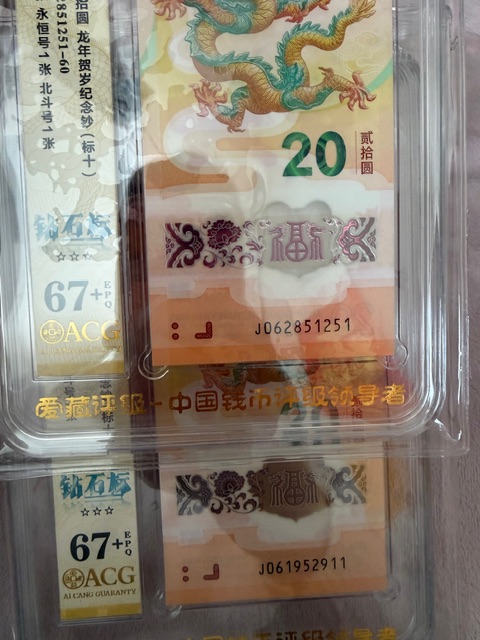 拾圆 龙年贺岁纪念钞(标十)
851251-60
永恒号1张 北斗号1张
钻石标
☆☆☆
67+
EPQ
ACG
20
贰拾圆
福
J062851251
爱藏评级-中国钱币评级领导者
钻石标
☆☆☆
67+
EPQ
ACG
AI CANG GUARANTY
福
J061952911